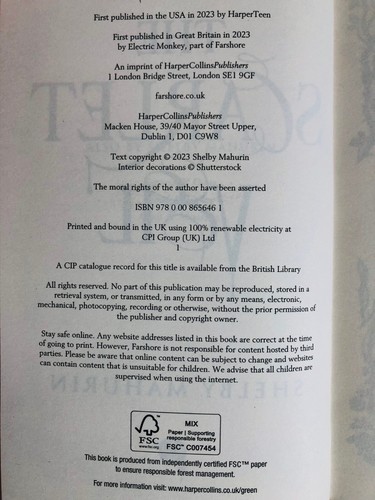 First published in the USA in 2023 by HarperTeen
First published in Great Britain in 2023
by Electric Monkey, part of Farshore
An imprint of HarperCollinsPublishers
1 London Bridge Street, London SE1 9GF
farshore.co.uk
HarperCollinsPublishers
Macken House, 39/40 Mayor Street Upper,
Dublin 1, D01 C9W8
Text copyright © 2023 Shelby Mahurin
Interior decorations © Shutterstock
The moral rights of the author have been asserted
ISBN 978 0 00 865646 1
Printed and bound in the UK using 100% renewable electricity at
CPI Group (UK) Ltd
1
A CIP catalogue record for this title is available from the British Library
All rights reserved. No part of this publication may be reproduced, stored in a
retrieval system, or transmitted, in any form or by any means, electronic,
mechanical, photocopying, recording or otherwise, without the prior permission of
the publisher and copyright owner.
Stay safe online. Any website addresses listed in this book are correct at the time
of going to print. However, Farshore is not responsible for content hosted by third
parties. Please be aware that online content can be subject to change and websites
can contain content that is unsuitable for children. We advise that all children are
supervised when using the internet.
FSC
www.fsc.org
MIX
Paper | Supporting
responsible forestry
FSC™ C007454
This book is produced from independently certified FSC™ paper
to ensure responsible forest management.
For more information visit: www.harpercollins.co.uk/green
THE
SCARLET
VEIL
SHELBY MAHURIN